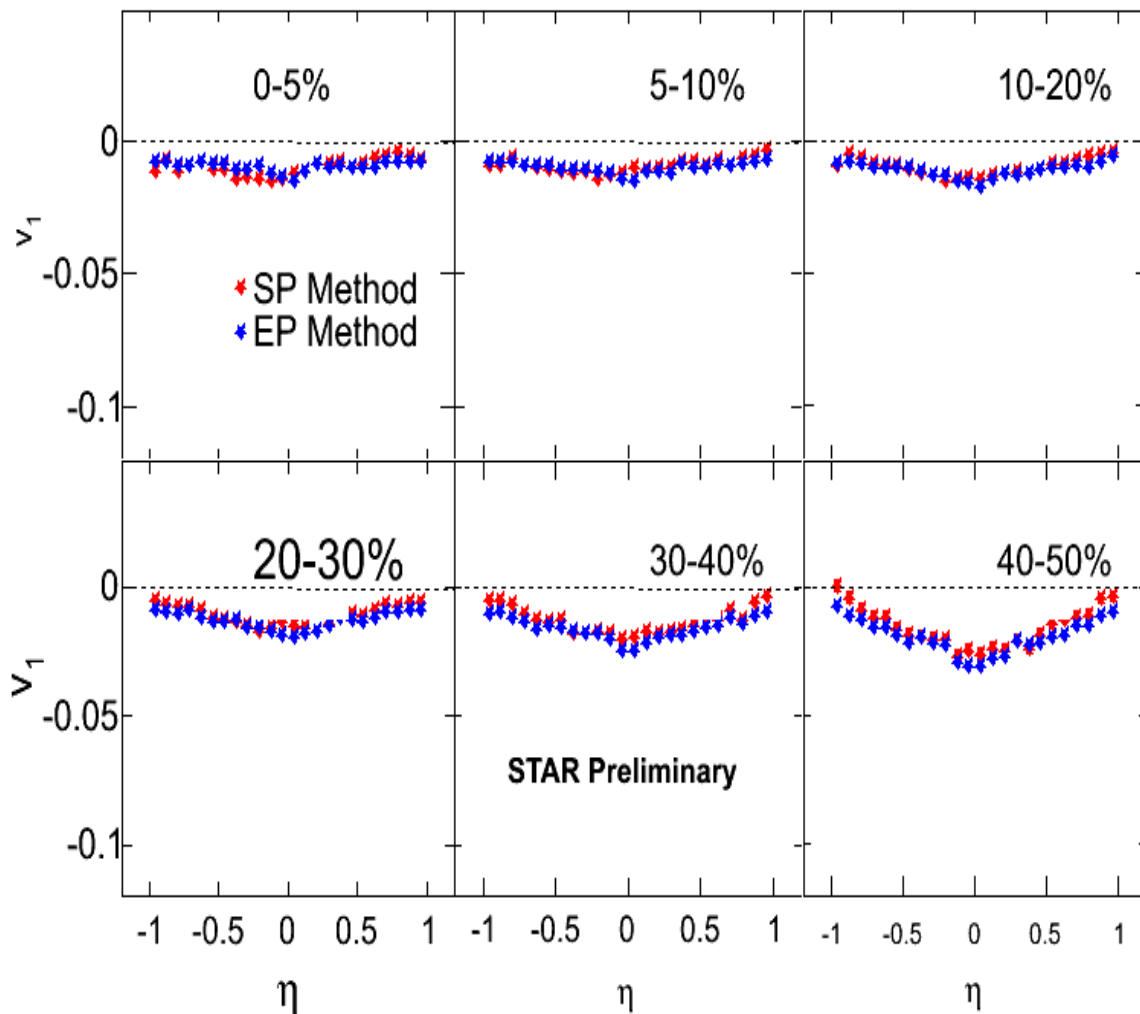 0-5% 5-10% 10-20%
0
v1
-0.05
SP Method
EP Method
-0.1
20-30% 30-40% 40-50%
0
v1
-0.05
STAR Preliminary
-0.1
-1 -0.5 0 0.5 1 -1 -0.5 0 0.5 1 -1 -0.5 0 0.5 1
η η η